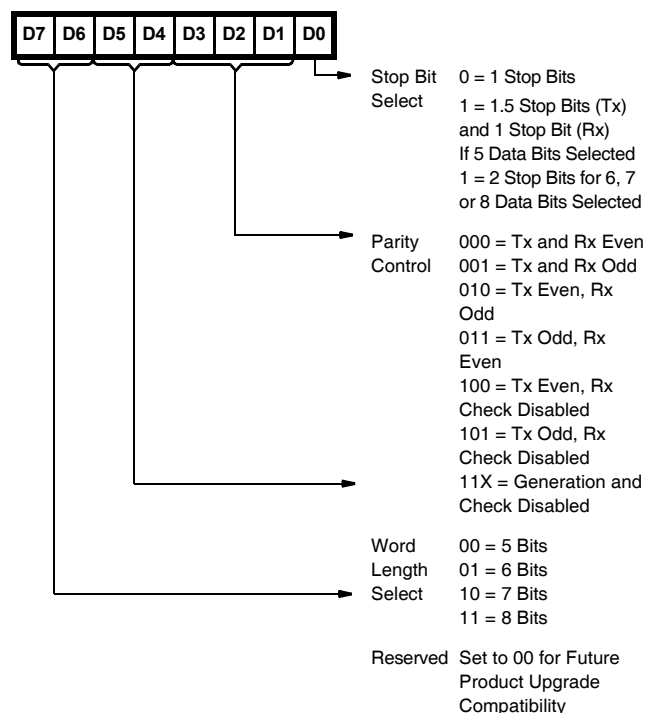 D7 D6 D5 D4 D3 D2 D1 D0
Stop Bit 0 = 1 Stop Bits
Select 1 = 1.5 Stop Bits (Tx)
and 1 Stop Bit (Rx)
If 5 Data Bits Selected
1 = 2 Stop Bits for 6, 7
or 8 Data Bits Selected
Parity 000 = Tx and Rx Even
Control 001 = Tx and Rx Odd
010 = Tx Even, Rx
Odd
011 = Tx Odd, Rx
Even
100 = Tx Even, Rx
Check Disabled
101 = Tx Odd, Rx
Check Disabled
11X = Generation and
Check Disabled
Word 00 = 5 Bits
Length 01 = 6 Bits
Select 10 = 7 Bits
11 = 8 Bits
Reserved Set to 00 for Future
Product Upgrade
Compatibility